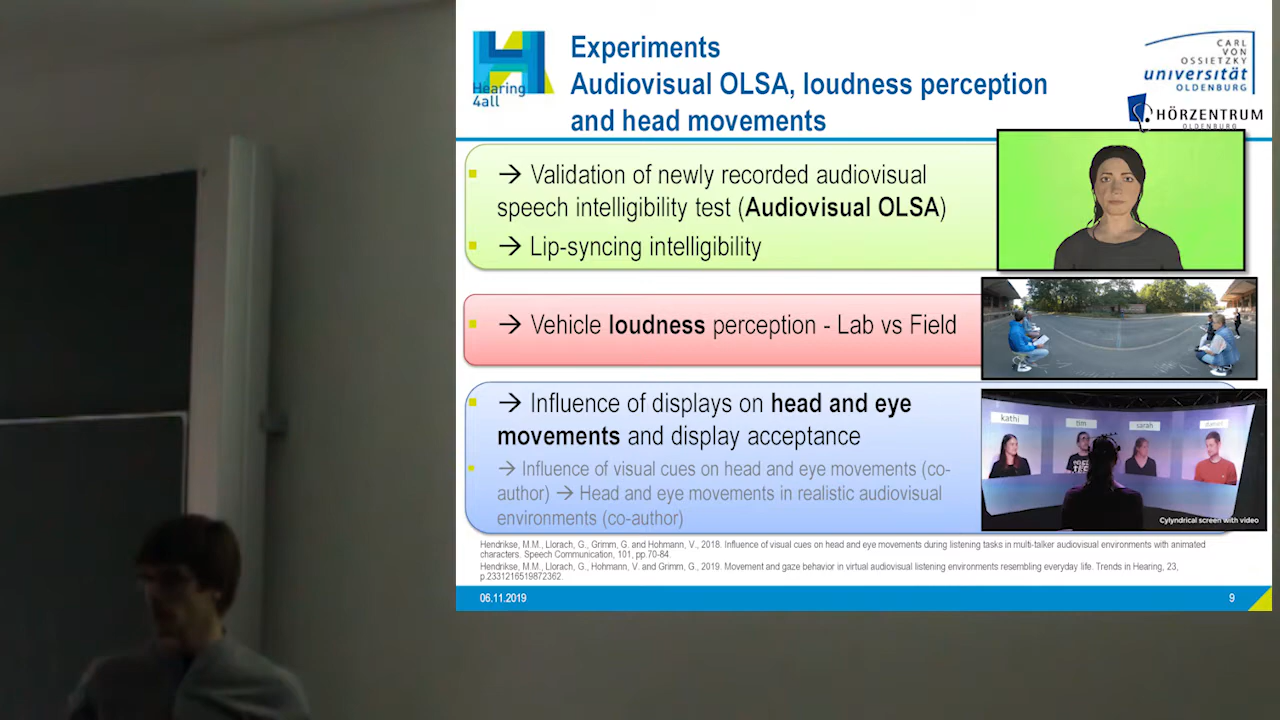 Experiments
Audiovisual OLSA, loudness perception
and head movements
Hearing
4all
CARL
VON
OSSIETZKY
universität
OLDENBURG
HÖRZENTRUM
OLDENBURG
→ Validation of newly recorded audiovisual
speech intelligibility test (Audiovisual OLSA)
→ Lip-syncing intelligibility
→ Vehicle loudness perception - Lab vs Field
→ Influence of displays on head and eye
movements and display acceptance
→ Influence of visual cues on head and eye movements (co-
author) → Head and eye movements in realistic audiovisual
environments (co-author)
kathi
tim
sarah
daniel
Cylyndrical screen with video
Hendrikse, M.M., Llorach, G., Grimm, G. and Hohmann, V., 2018. Influence of visual cues on head and eye movements during listening tasks in multi-talker audiovisual environments with animated
characters. Speech Communication, 101, pp.70-84.
Hendrikse, M.M., Llorach, G., Hohmann, V. and Grimm, G., 2019. Movement and gaze behavior in virtual audiovisual listening environments resembling everyday life. Trends in Hearing, 23,
p.2331216519872362.
06.11.2019
9